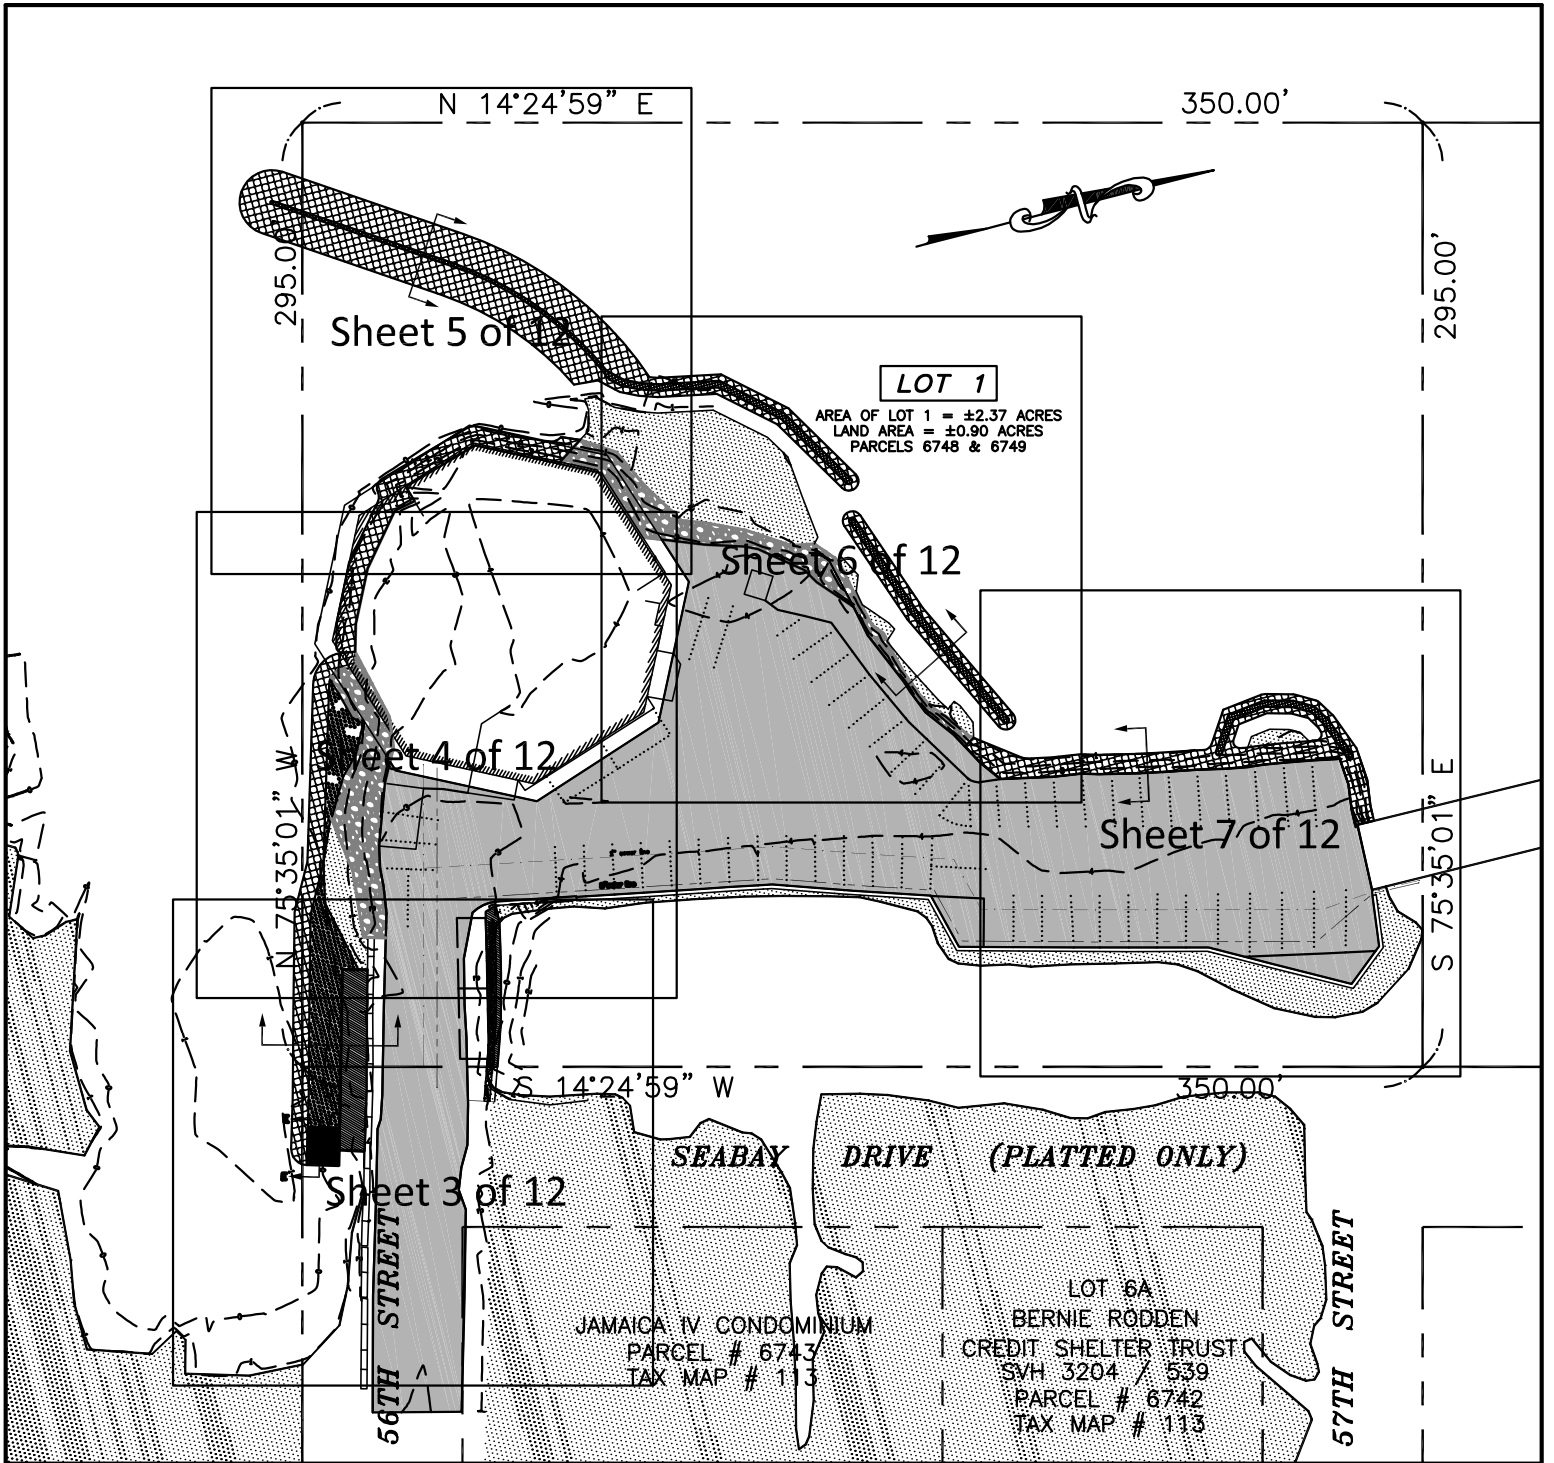 N 14°24'59" E
350.00'
295.0
295.00'
Sheet 5 of 12
LOT 1
AREA OF LOT 1 = ±2.37 ACRES
LAND AREA = ±0.90 ACRES
PARCELS 6748 & 6749
Sheet 6 of 12
Sheet 4 of 12
Sheet 7 of 12
N 75°35'01" W
S 75°35'01" E
S 14°24'59" W
350.00'
SEABAY DRIVE (PLATTED ONLY)
Sheet 3 of 12
56TH STREET
57TH STREET
JAMAICA IV CONDOMINIUM
PARCEL # 6743
TAX MAP # 113
LOT 6A
BERNIE RODDEN
CREDIT SHELTER TRUST
SVH 3204 / 539
PARCEL # 6742
TAX MAP # 113